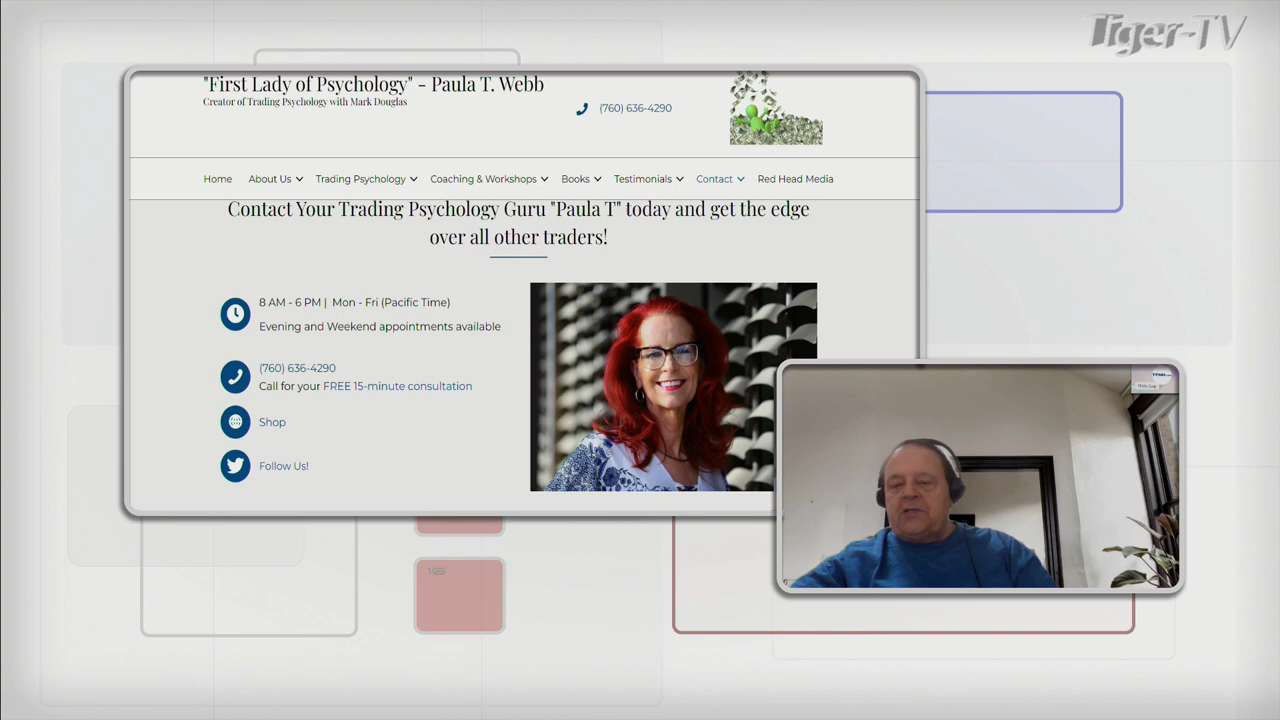 Tiger-TV
"First Lady of Psychology" - Paula T. Webb
Creator of Trading Psychology with Mark Douglas
(760) 636-4290
Home About Us Trading Psychology Coaching & Workshops Books Testimonials Contact Red Head Media
Contact Your Trading Psychology Guru "Paula T" today and get the edge
over all other traders!
8 AM - 6 PM | Mon - Fri (Pacific Time)
Evening and Weekend appointments available
(760) 636-4290
Call for your FREE 15-minute consultation
Shop
Follow Us!